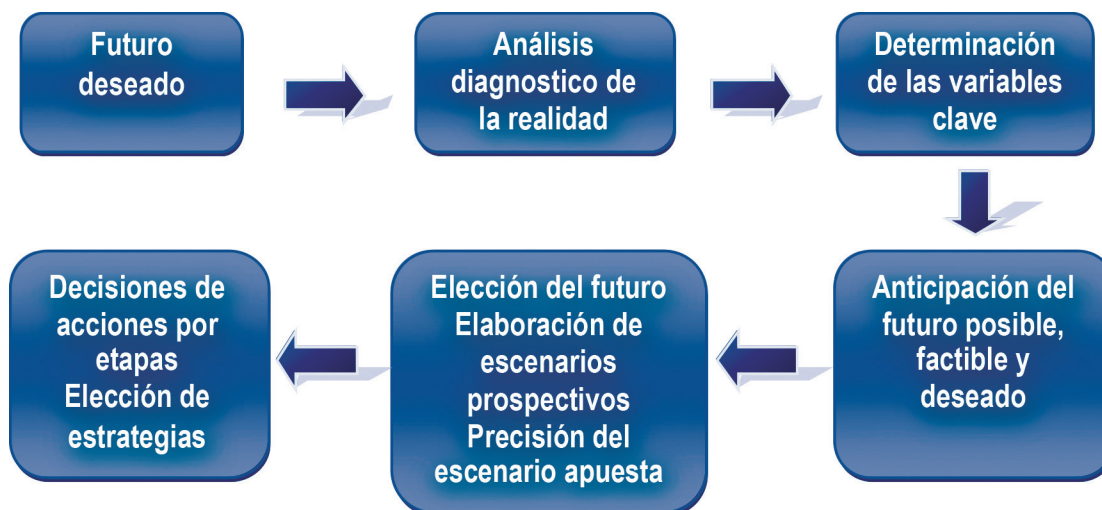 Futuro
deseado
Análisis
diagnostico de
la realidad
Determinación
de las variables
clave
Anticipación del
futuro posible,
factible y
deseado
Elección del futuro
Elaboración de
escenarios
prospectivos
Precisión del
escenario apuesta
Decisiones de
acciones por
etapas
Elección de
estrategias